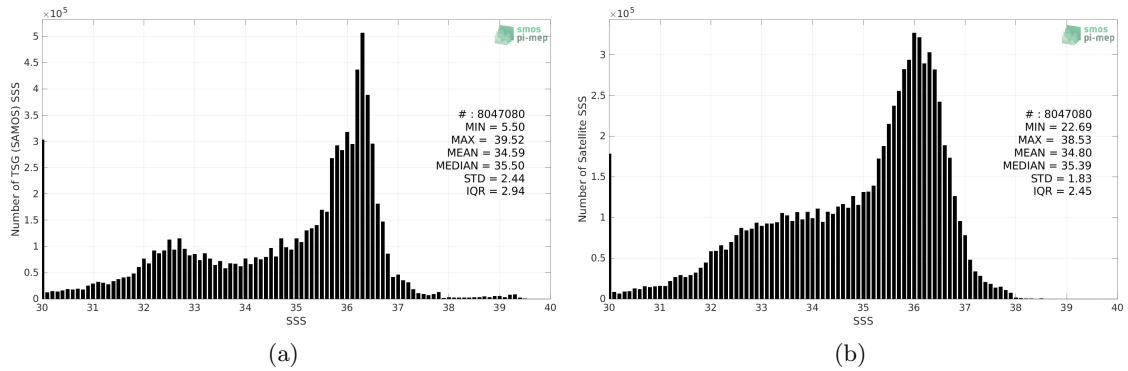 ×10⁵
5
4.5
4
3.5
3
2.5
2
1.5
1
0.5
0
Number of TSG (SAMOS) SSS
smos
pi-mep
# : 8047080
MIN = 5.50
MAX = 39.52
MEAN = 34.59
MEDIAN = 35.50
STD = 2.44
IQR = 2.94
30 31 32 33 34 35 36 37 38 39 40
SSS
(a)
×10⁵
3
2.5
2
1.5
1
0.5
0
Number of Satellite SSS
smos
pi-mep
# : 8047080
MIN = 22.69
MAX = 38.53
MEAN = 34.80
MEDIAN = 35.39
STD = 1.83
IQR = 2.45
30 31 32 33 34 35 36 37 38 39 40
SSS
(b)